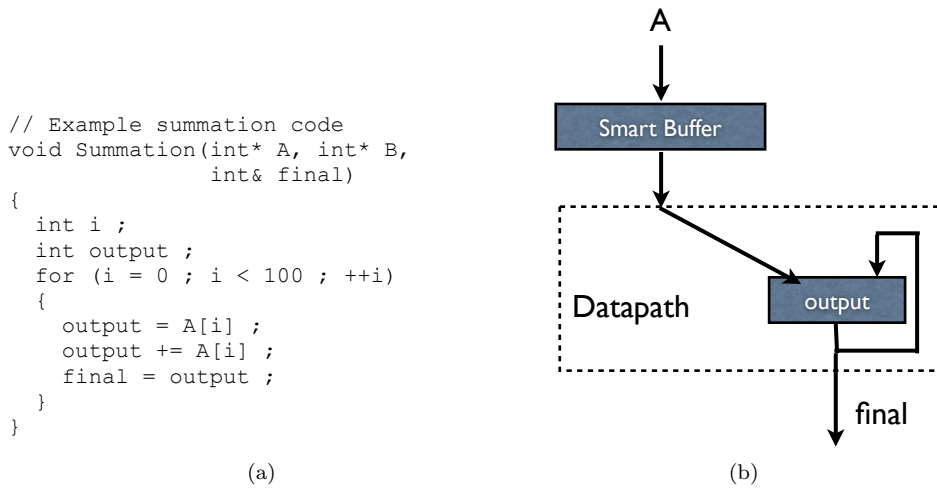 // Example summation code
void Summation(int* A, int* B,
int& final)
{
int i ;
int output ;
for (i = 0 ; i < 100 ; ++i)
{
output = A[i] ;
output += A[i] ;
final = output ;
}
}
(a)
A
Smart Buffer
Datapath
output
final
(b)